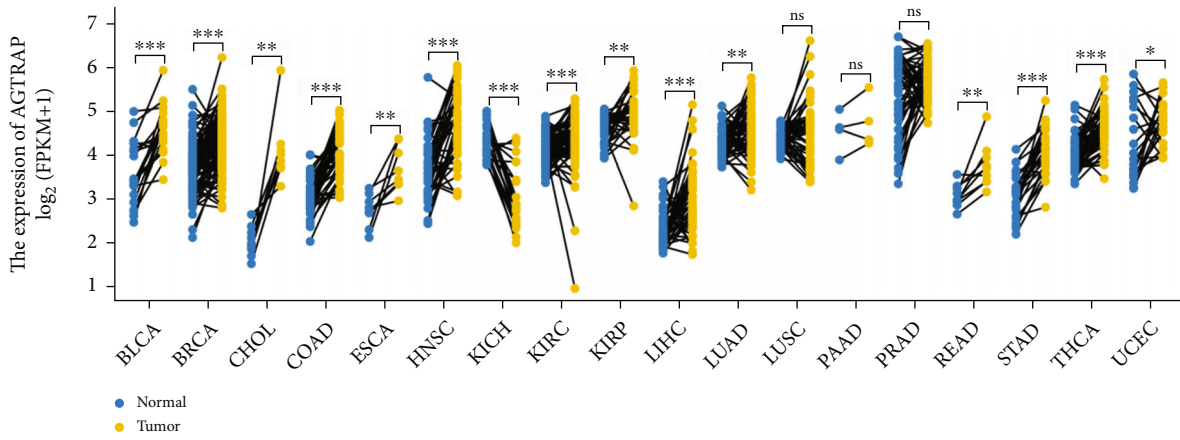 The expression of AGTRAP
log2 (FPKM+1)
7
6
5
4
3
2
1
***
***
**
***
**
***
***
***
**
***
**
ns
ns
ns
**
***
***
*
BLCA
BRCA
CHOL
COAD
ESCA
HNSC
KICH
KIRC
KIRP
LIHC
LUAD
LUSC
PAAD
PRAD
READ
STAD
THCA
UCEC
Normal
Tumor